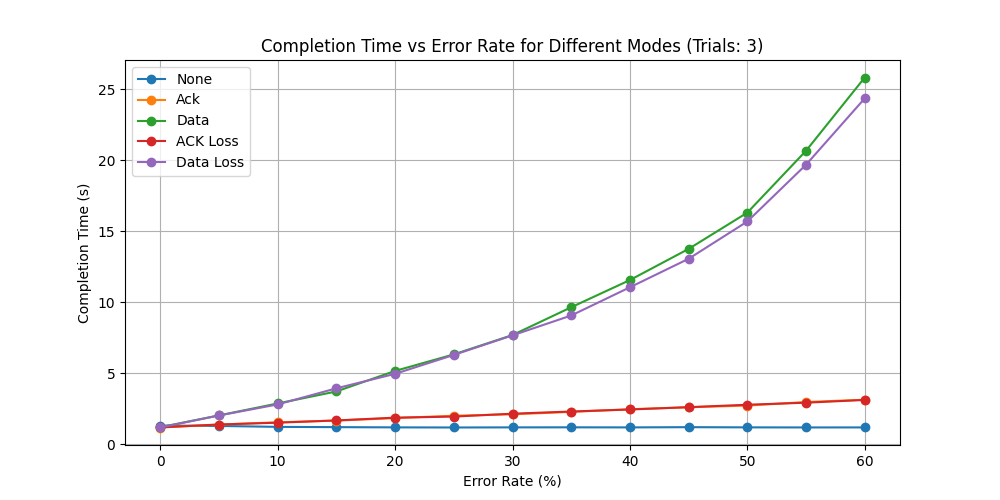 Completion Time vs Error Rate for Different Modes (Trials: 3)
None
Ack
Data
ACK Loss
Data Loss
Completion Time (s)
25
20
15
10
5
0
0 10 20 30 40 50 60
Error Rate (%)